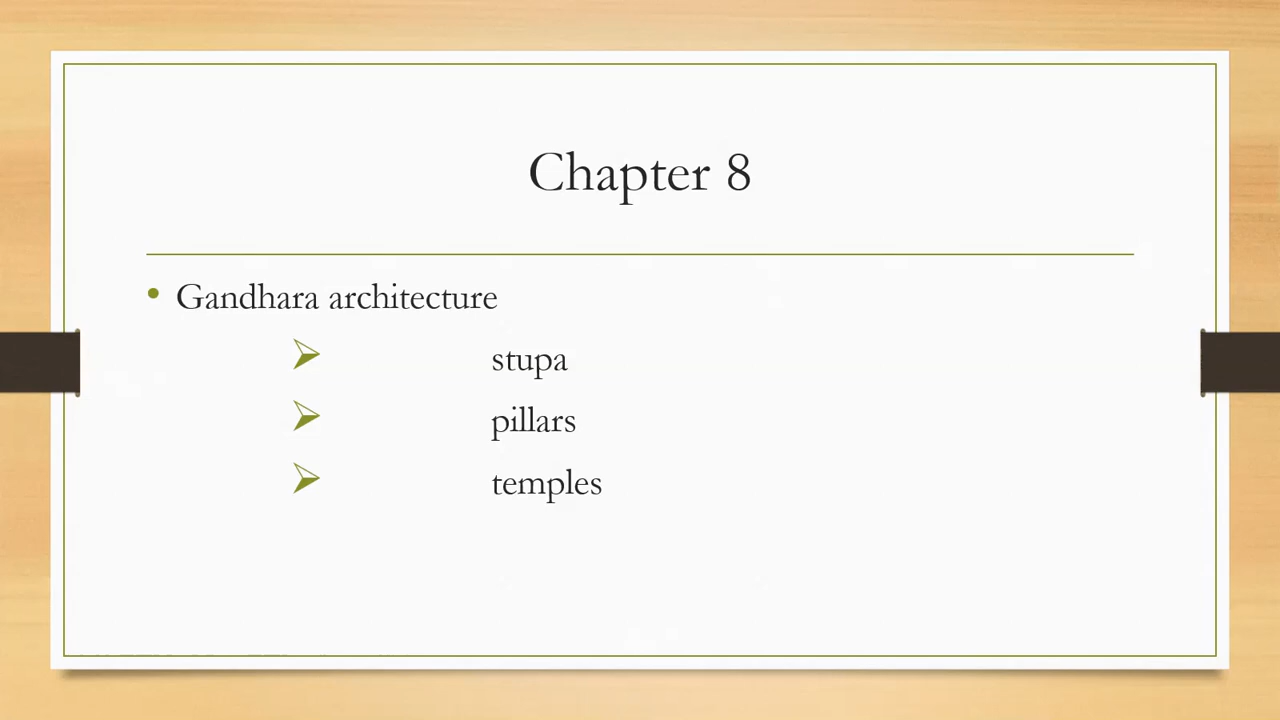 Chapter 8
Gandhara architecture
stupa
pillars
temples